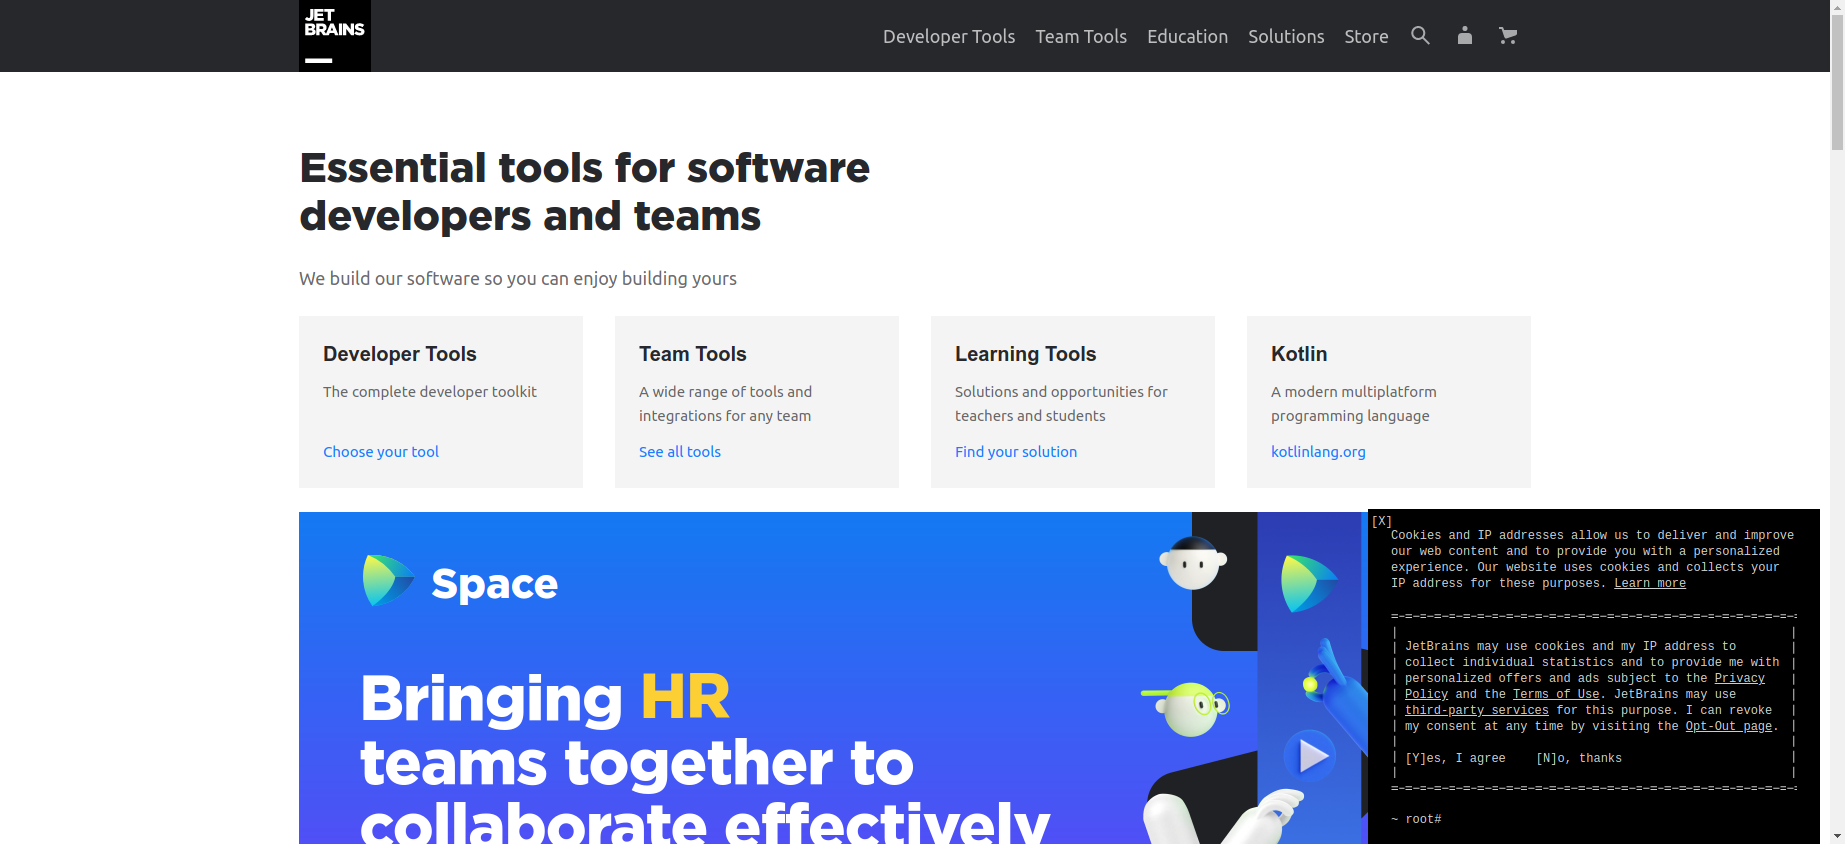 JET
BRAINS
Developer Tools Team Tools Education Solutions Store
Essential tools for software
developers and teams
We build our software so you can enjoy building yours
Developer Tools
The complete developer toolkit
Choose your tool
Team Tools
A wide range of tools and
integrations for any team
See all tools
Learning Tools
Solutions and opportunities for
teachers and students
Find your solution
Kotlin
A modern multiplatform
programming language
kotlinlang.org
Space
Bringing HR
teams together to
collaborate effectively
[X]
Cookies and IP addresses allow us to deliver and improve
our web content and to provide you with a personalized
experience. Our website uses cookies and collects your
IP address for these purposes. Learn more
JetBrains may use cookies and my IP address to
collect individual statistics and to provide me with
personalized offers and ads subject to the Privacy
Policy and the Terms of Use. JetBrains may use
third-party services for this purpose. I can revoke
my consent at any time by visiting the Opt-Out page.
[Y]es, I agree [N]o, thanks
~ root#